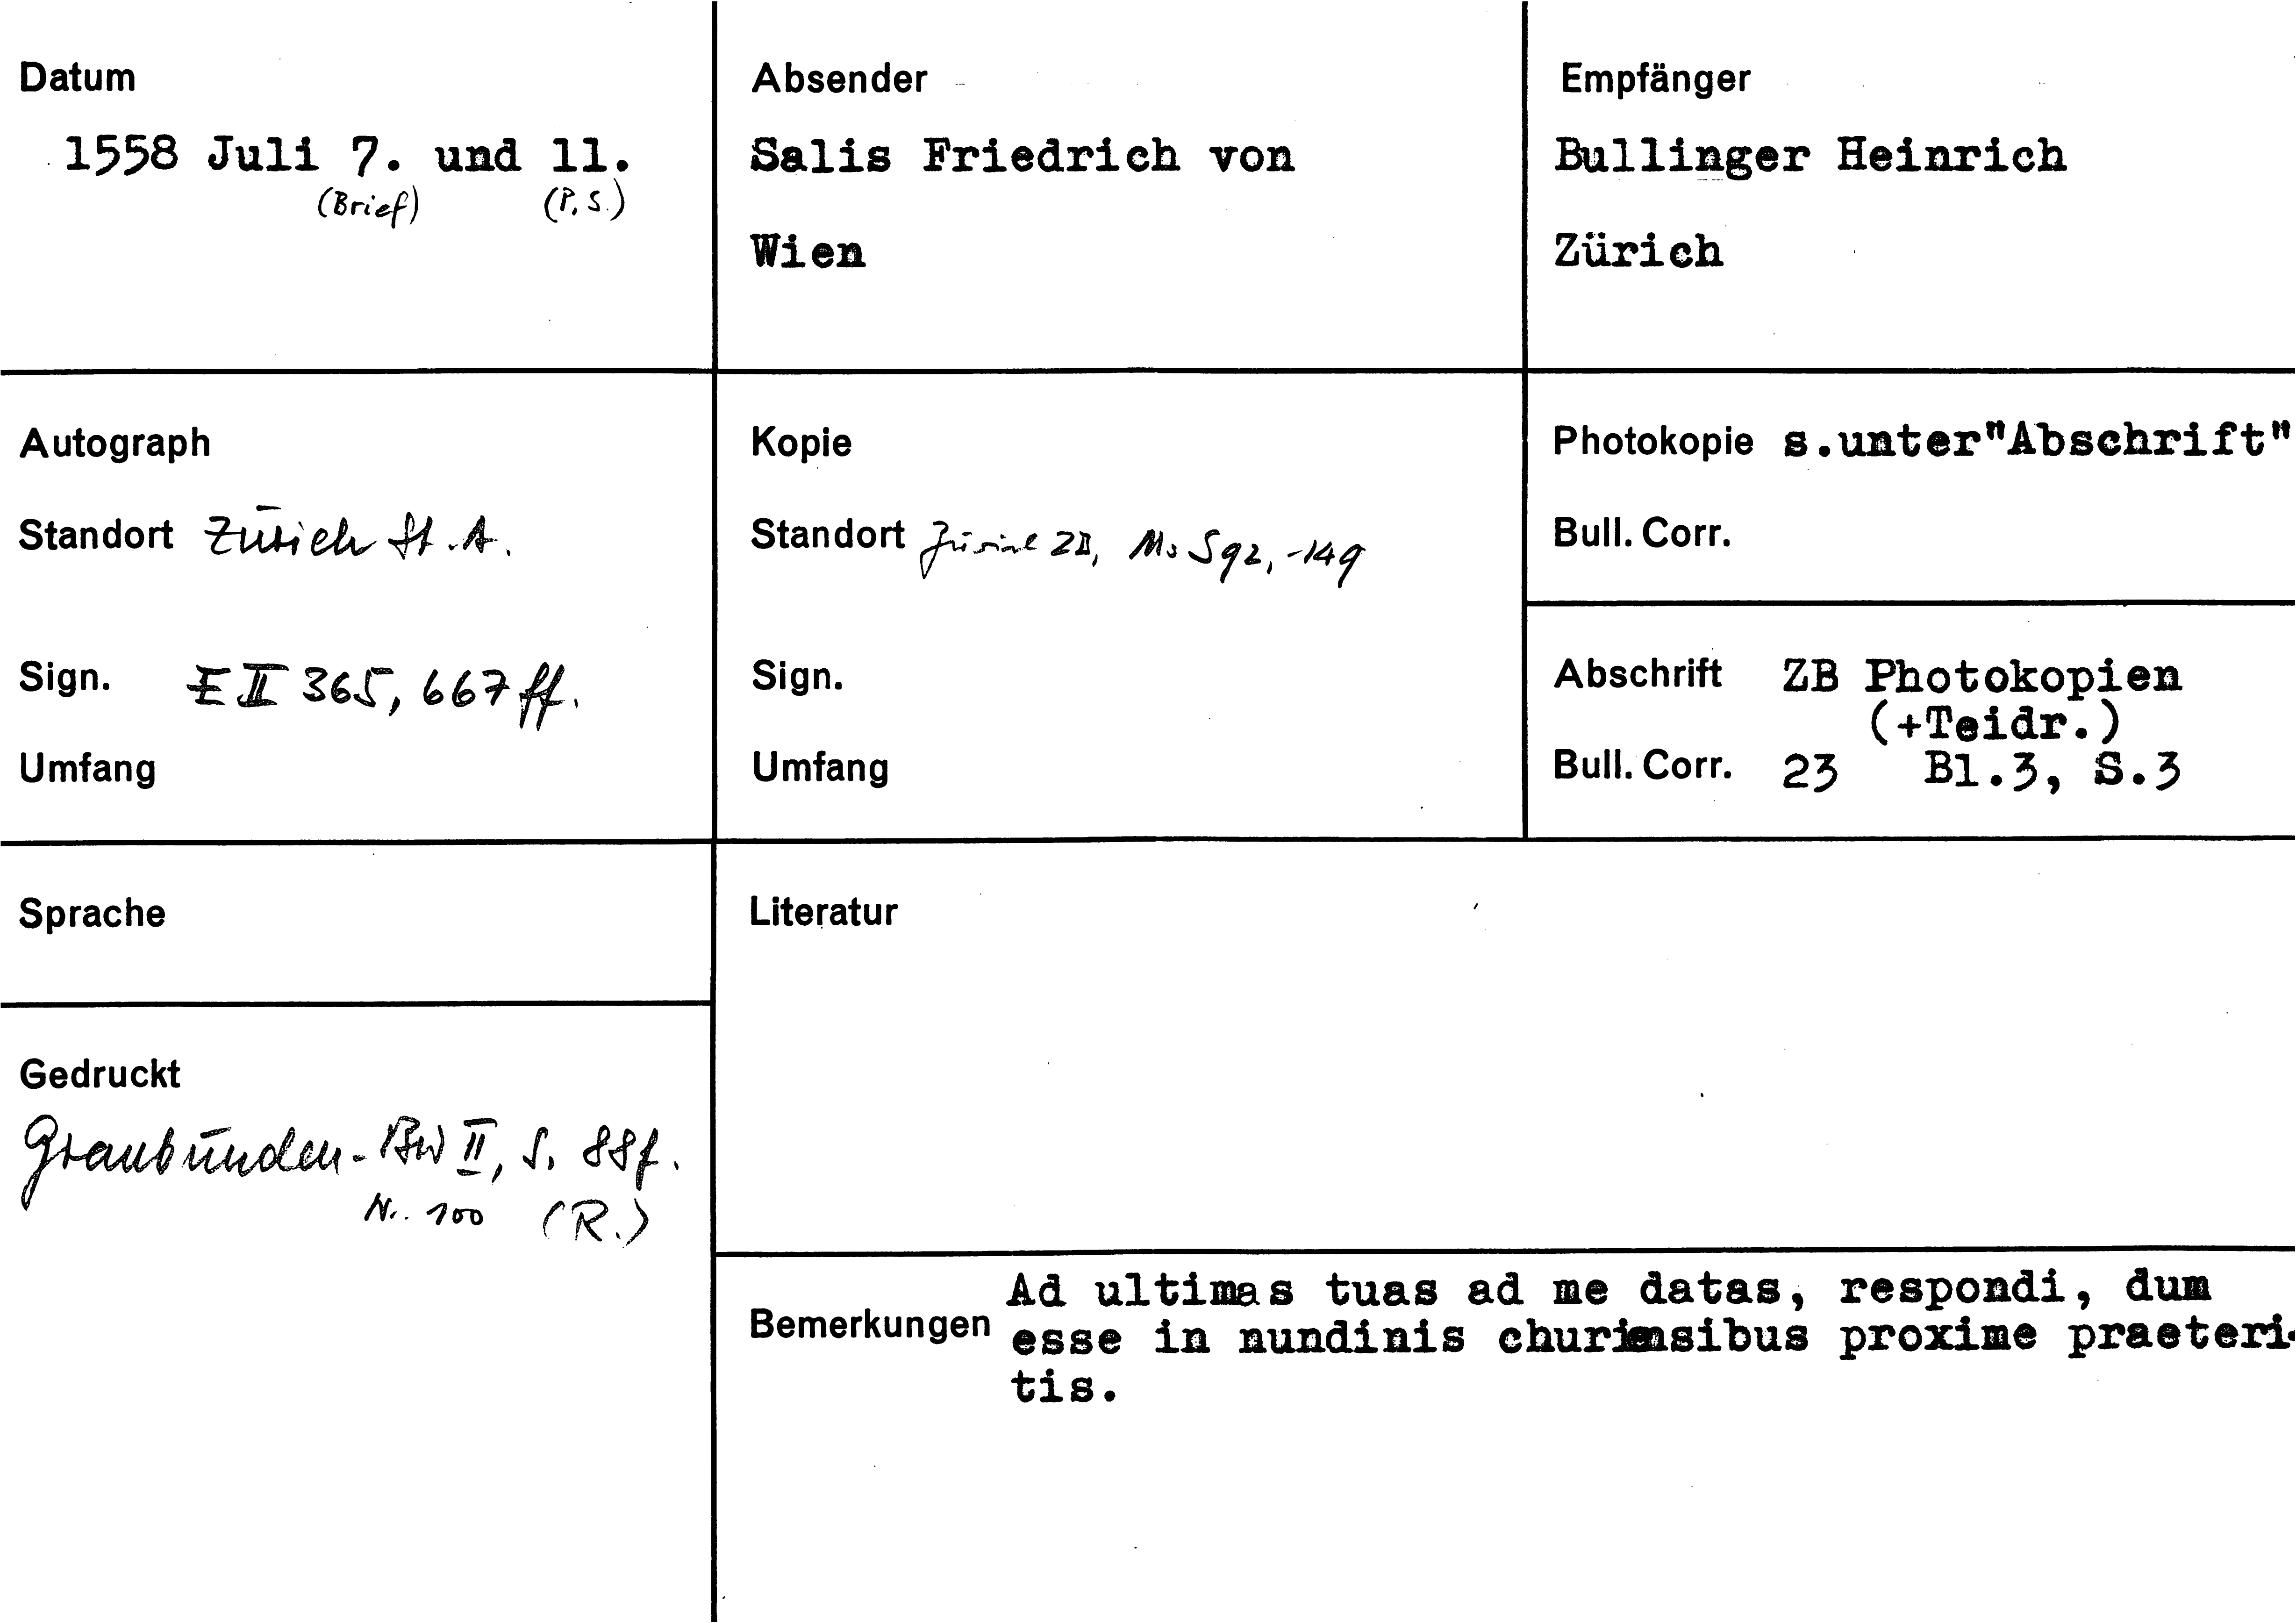 Datum
1558 Juli 7. und 11.
(Brief) (P.S.)
Absender
Salis Friedrich von
Wien
Empfänger
Bullinger Heinrich
Zürich
Autograph
Standort Zürich St.A.
Sign. E II 365, 667 ff.
Umfang
Kopie
Standort Zürich ZB, Ms S 92, 149
Sign.
Umfang
Photokopie s.unter"Abschrift"
Bull. Corr.
Abschrift ZB Photokopien
(+Teidr.)
Bull. Corr. 23 Bl.3, S.3
Sprache
Literatur
Gedruckt
Graubünden-BW II, S. 88f.
Nr. 100 (R.)
Bemerkungen
Ad ultimas tuas ad me datas, respondi, dum
esse in nundinis churiensibus proxime praeteri-
tis.